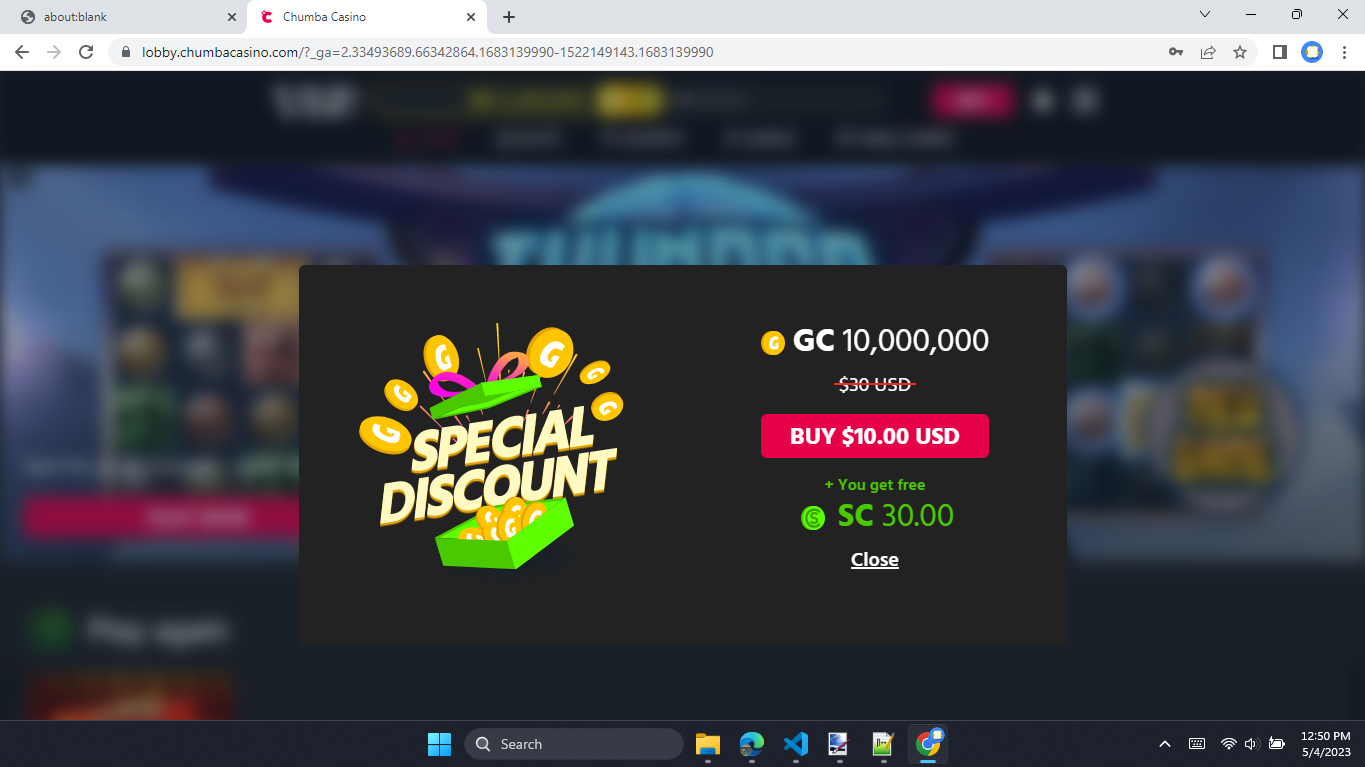 about:blank
Chumba Casino
lobby.chumbacasino.com/?_ga=2.33493689.66342864.1683139990-1522149143.1683139990
SPECIAL
DISCOUNT
GC 10,000,000
$30 USD
BUY $10.00 USD
+ You get free
SC 30.00
Close
Play again
Search
12:50 PM
5/4/2023